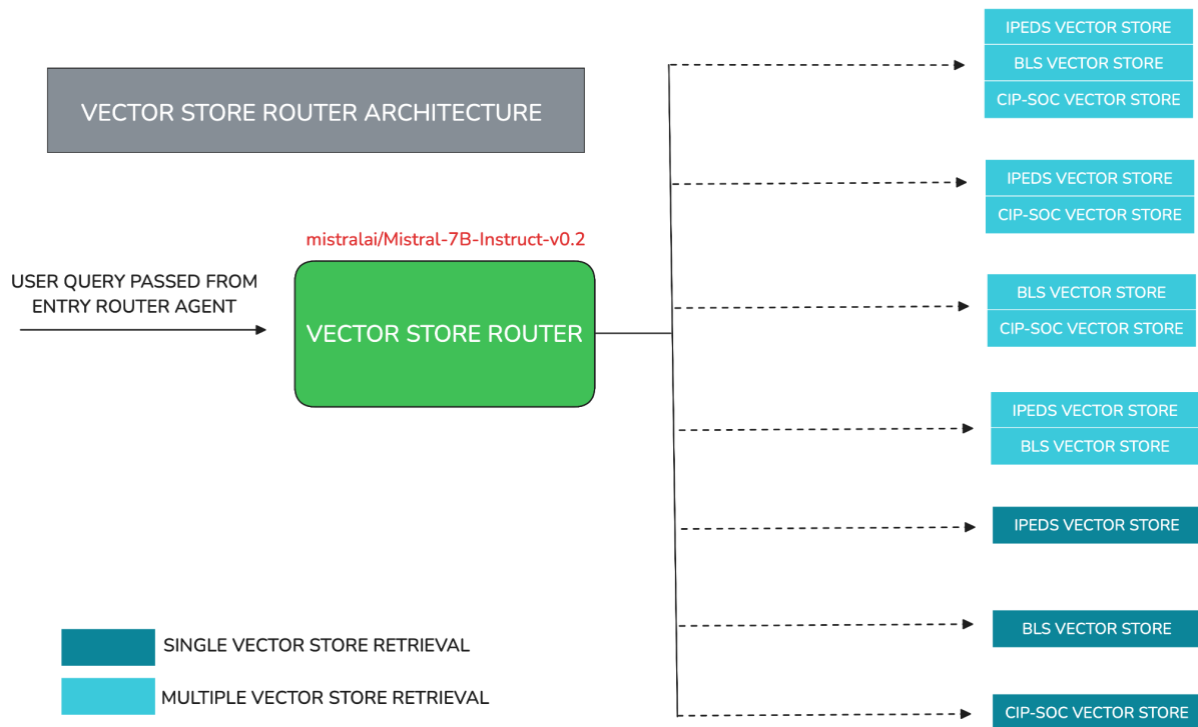 VECTOR STORE ROUTER ARCHITECTURE
mistralai/Mistral-7B-Instruct-v0.2
USER QUERY PASSED FROM
ENTRY ROUTER AGENT
VECTOR STORE ROUTER
IPEDS VECTOR STORE
BLS VECTOR STORE
CIP-SOC VECTOR STORE
IPEDS VECTOR STORE
CIP-SOC VECTOR STORE
BLS VECTOR STORE
CIP-SOC VECTOR STORE
IPEDS VECTOR STORE
BLS VECTOR STORE
IPEDS VECTOR STORE
BLS VECTOR STORE
CIP-SOC VECTOR STORE
SINGLE VECTOR STORE RETRIEVAL
MULTIPLE VECTOR STORE RETRIEVAL